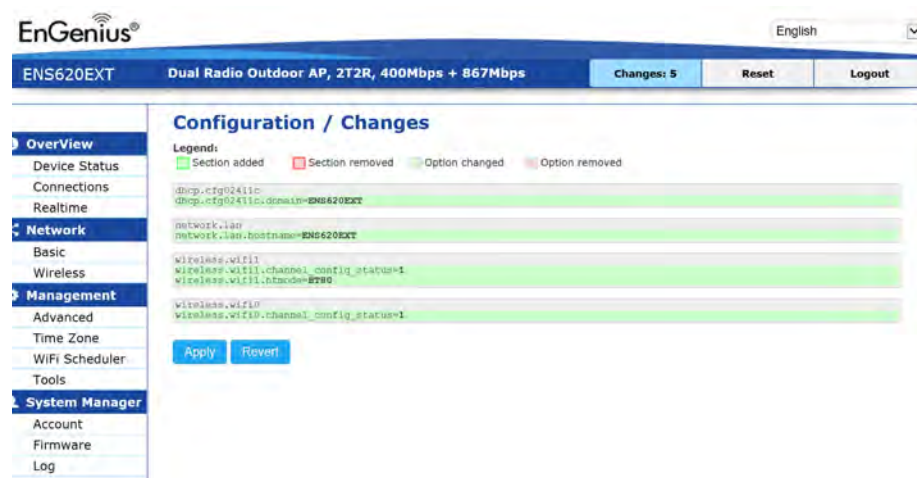 EnGenius®
English
ENS620EXT
Dual Radio Outdoor AP, 2T2R, 400Mbps + 867Mbps
Changes: 5
Reset
Logout
Configuration / Changes
Legend:
Section added
Section removed
Option changed
Option removed
OverView
Device Status
Connections
Realtime
Network
Basic
Wireless
Management
Advanced
Time Zone
WiFi Scheduler
Tools
System Manager
Account
Firmware
Log
dhcp.cfg02411c
dhcp.cfg02411c.domain=ENS620EXT
network.lan
network.lan.hostname=ENS620EXT
wireless.wifi1
wireless.wifi1.channel_config_status=1
wireless.wifi1.htmode=HT80
wireless.wifi0
wireless.wifi0.channel_config_status=1
Apply
Revert